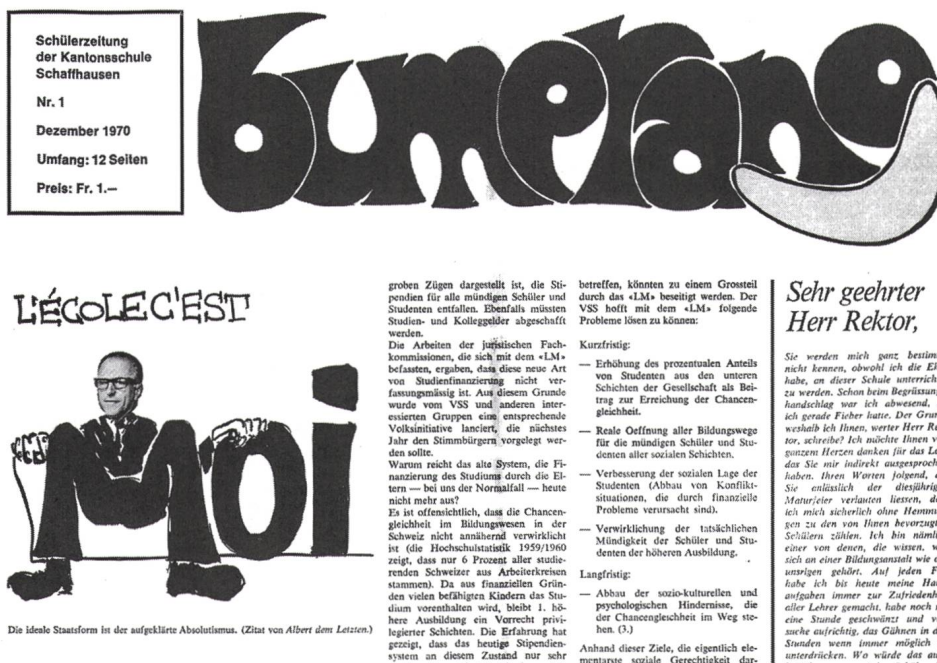 Schülerzeitung
der Kantonsschule
Schaffhausen
Nr. 1
Dezember 1970
Umfang: 12 Seiten
Preis: Fr. 1.—
bumerang
L'ÉCOLE C'EST
MOi
Die ideale Staatsform ist der aufgeklärte Absolutismus. (Zitat von Albert dem Letzten.)
groben Zügen dargestellt ist, die Sti-
pendien für alle mündigen Schüler und
Studenten entfallen. Ebenfalls müssten
Studien- und Kolleggelder abgeschafft
werden.
Die Arbeiten der juristischen Fach-
kommissionen, die sich mit dem «LM»
befassten, ergaben, dass diese neue Art
von Studienfinanzierung nicht ver-
fassungsmässig ist. Aus diesem Grunde
wurde vom VSS und anderen inter-
essierten Gruppen eine entsprechende
Volksinitiative lanciert, die nächstes
Jahr den Stimmbürgern vorgelegt wer-
den sollte.
Warum reicht das alte System, die Fi-
nanzierung des Studiums durch die El-
tern — bei uns der Normalfall — heute
nicht mehr aus?
Es ist offensichtlich, dass die Chancen-
gleichheit im Bildungswesen in der
Schweiz nicht annähernd verwirklicht
ist (die Hochschulstatistik 1959/1960
zeigt, dass nur 6 Prozent aller studie-
renden Schweizer aus Arbeiterkreisen
stammen). Da aus finanziellen Grün-
den vielen befähigten Kindern das Stu-
dium vorenthalten wird, bleibt 1. hö-
here Ausbildung ein Vorrecht privi-
legierter Schichten. Die Erfahrung hat
gezeigt, dass das heutige Stipendien-
system an diesem Zustand nur sehr
betreffen, könnten zu einem Grossteil
durch das «LM» beseitigt werden. Der
VSS hofft mit dem «LM» folgende
Probleme lösen zu können:
Kurzfristig:
— Erhöhung des prozentualen Anteils
von Studenten aus den unteren
Schichten der Gesellschaft als Bei-
trag zur Erreichung der Chancen-
gleichheit.
— Reale Oeffnung aller Bildungswege
für die mündigen Schüler und Stu-
denten aller sozialen Schichten.
— Verbesserung der sozialen Lage der
Studenten (Abbau von Konflikt-
situationen, die durch finanzielle
Probleme verursacht sind).
— Verwirklichung der tatsächlichen
Mündigkeit der Schüler und Stu-
denten der höheren Ausbildung.
Langfristig:
— Abbau der sozio-kulturellen und
psychologischen Hindernisse, die
der Chancengleichheit im Weg ste-
hen. (3.)
Anhand dieser Ziele, die eigentlich ele-
mentarste soziale Gerechtigkeit dar-
Sehr geehrter
Herr Rektor,
Sie werden mich ganz bestim
nicht kennen, obwohl ich die Eh
habe, an dieser Schule unterrich
zu werden. Schon beim Begrüssun
handschlag war ich abwesend,
ich gerade Fieber hatte. Der Grun
weshalb ich Ihnen, werter Herr Re
tor, schreibe? Ich möchte Ihnen v
ganzem Herzen danken für das Lo
das Sie mir indirekt ausgesproch
haben. Ihren Worten folgend, d
Sie anlässlich der diesjährig
Maturfeier verlauten liessen, d
ich mich sicherlich ohne Hemmu
gen zu den von Ihnen bevorzugt
Schülern zählen. Ich bin nämli
einer von denen, die wissen, w
sich an einer Bildungsanstalt wie d
unsrigen gehört. Auf jeden F
habe ich bis heute meine Ha
aufgaben immer zur Zufriedenh
aller Lehrer gemacht, habe noch
eine Stunde geschwänzt und v
suche aufrichtig, das Gähnen in d
Stunden wenn immer möglich
unterdrücken. Wo würde das au